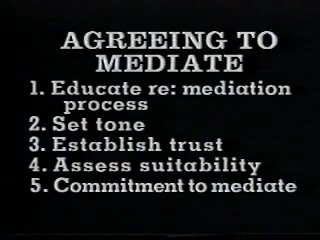 AGREEING TO
MEDIATE
1. Educate re: mediation
process
2. Set tone
3. Establish trust
4. Assess suitability
5. Commitment to mediate